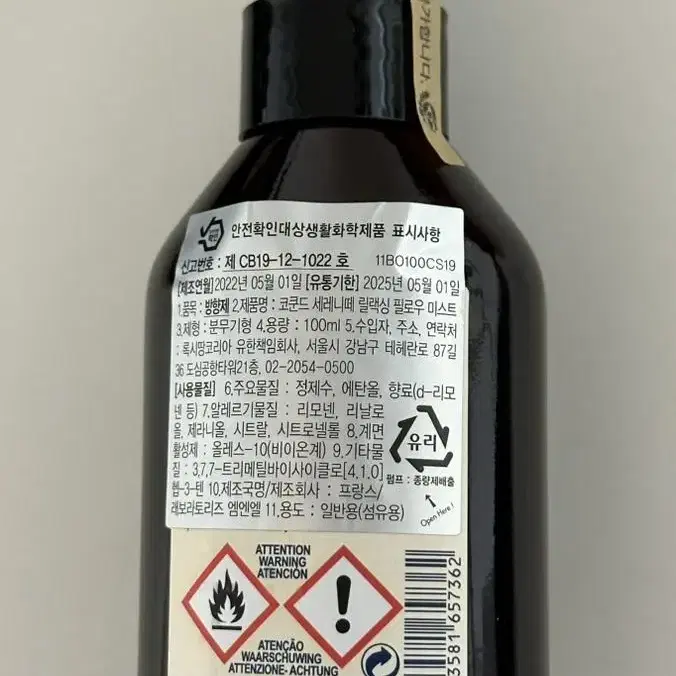 가합니다.
안전확인대상생활화학제품 표시사항
신고번호 : 제 CB19-12-1022 호 11BO100CS19
[제조연월]2022년 05월 01일 [유통기한] 2025년 05월 01일
1.품목 : 방향제 2.제품명 : 코쿤드 세레니떼 릴랙싱 필로우 미스트
3.제형 : 분무기형 4.용량 : 100ml 5.수입자, 주소, 연락처
: 록시땅코리아 유한책임회사, 서울시 강남구 테헤란로 87길
36 도심공항타워21층, 02-2054-0500
[사용물질] 6.주요물질 : 정제수, 에탄올, 향료(d-리모
넨 등) 7.알레르기물질 : 리모넨, 리날로
올, 제라니올, 시트랄, 시트로넬롤 8.계면
활성제 : 올레스-10(비이온계) 9.기타물
질 : 3,7,7-트리메틸바이사이클로[4.1.0]
헵-3-텐 10.제조국명/제조회사 : 프랑스/
래보라토리즈 엠엔엘 11.용도 : 일반용(섬유용)
유리
펌프 : 종량제배출
Open Here !
ATTENTION
WARNING
ATENCIÓN
ATENÇAO
WAARSCHUWING
ATTENZIONE- ACHTUNG
3581 657362